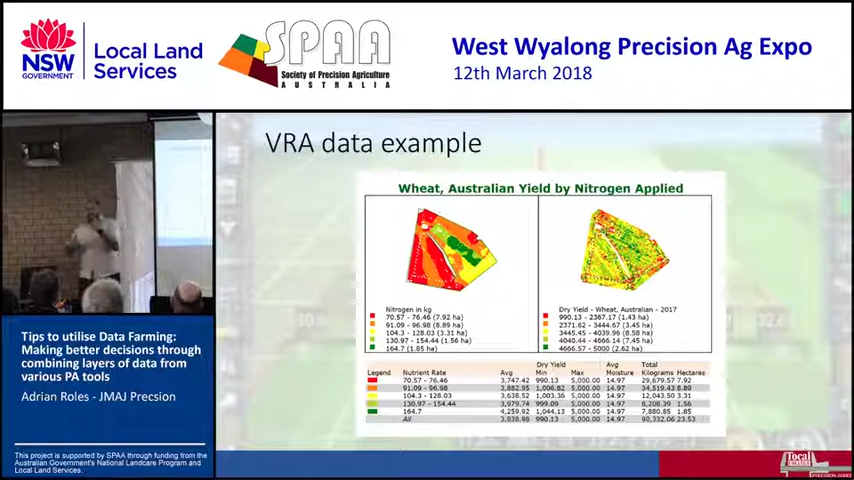 NSW
GOVERNMENT
Local Land
Services
SPAA
Society of Precision Agriculture
AUSTRALIA
West Wyalong Precision Ag Expo
12th March 2018
VRA data example
Wheat, Australian Yield by Nitrogen Applied
Nitrogen in kg
70.57 - 76.46 (7.92 ha)
91.09 - 96.98 (8.89 ha)
104.3 - 128.03 (3.31 ha)
130.97 - 154.44 (1.56 ha)
164.7 (1.85 ha)
Dry Yield - Wheat, Australian - 2017
990.13 - 2367.17 (1.43 ha)
2371.62 - 3444.67 (3.45 ha)
3445.45 - 4039.96 (8.58 ha)
4040.44 - 4666.14 (7.45 ha)
4666.57 - 5000 (2.62 ha)
Dry Yield Avg Total
Legend Nutrient Rate Avg Min Max Moisture Kilograms Hectares
70.57 - 76.46 3,747.42 990.13 5,000.00 14.97 29,679.57 7.92
91.09 - 96.98 3,882.95 1,006.82 5,000.00 14.97 34,519.43 8.89
104.3 - 128.03 3,638.52 1,003.36 5,000.00 14.97 12,043.50 3.31
130.97 - 154.44 3,979.74 999.09 5,000.00 14.97 6,208.39 1.56
164.7 4,259.92 1,044.13 5,000.00 14.97 7,880.85 1.85
All 3,838.98 990.13 5,000.00 14.97 90,332.06 23.53
Tips to utilise Data Farming:
Making better decisions through
combining layers of data from
various PA tools
Adrian Roles - JMAJ Precsion
This project is supported by SPAA through funding from the
Australian Government's National Landcare Program and
Local Land Services.
Tocal
COLLEGE